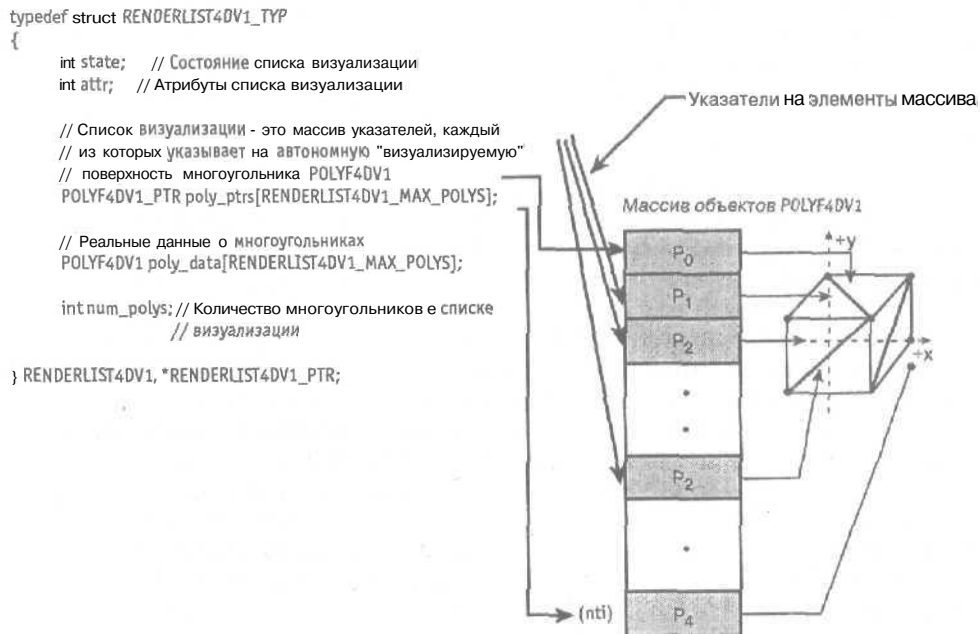 typedef struct RENDERLIST4DV1_TYP
{
int state; // Состояние списка визуализации
int attr; // Атрибуты списка визуализации
// Список визуализации - это массив указателей, каждый
// из которых указывает на автономную "визуализируемую"
// поверхность многоугольника POLYF4DV1
POLYF4DV1_PTR poly_ptrs[RENDERLIST4DV1_MAX_POLYS];
// Реальные данные о многоугольниках
POLYF4DV1 poly_data[RENDERLIST4DV1_MAX_POLYS];
int num_polys; // Количество многоугольников е списке
// визуализации
} RENDERLIST4DV1, *RENDERLIST4DV1_PTR;
Указатели на элементы массива
Массив объектов POLYF4DV1
P0
P1
P2
P2
(nti) P4
+y
+x